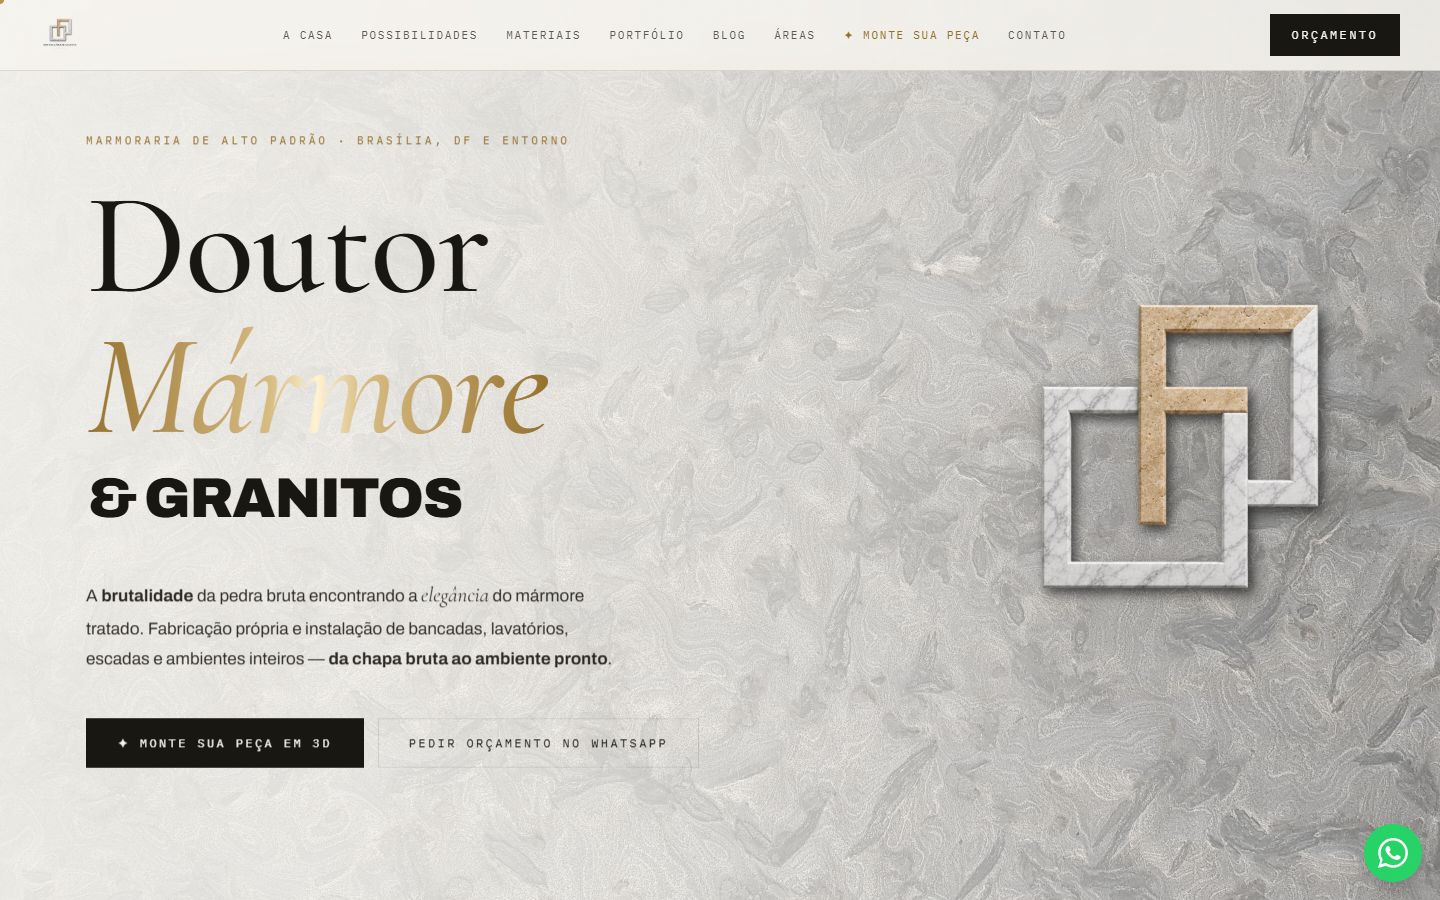 A CASA
POSSIBILIDADES
MATERIAIS
PORTFÓLIO
BLOG
ÁREAS
✦ MONTE SUA PEÇA
CONTATO
ORÇAMENTO
MARMORARIA DE ALTO PADRÃO · BRASÍLIA, DF E ENTORNO
Doutor
Mármore
& GRANITOS
A brutalidade da pedra bruta encontrando a elegância do mármore
tratado. Fabricação própria e instalação de bancadas, lavatórios,
escadas e ambientes inteiros — da chapa bruta ao ambiente pronto.
✦ MONTE SUA PEÇA EM 3D
PEDIR ORÇAMENTO NO WHATSAPP